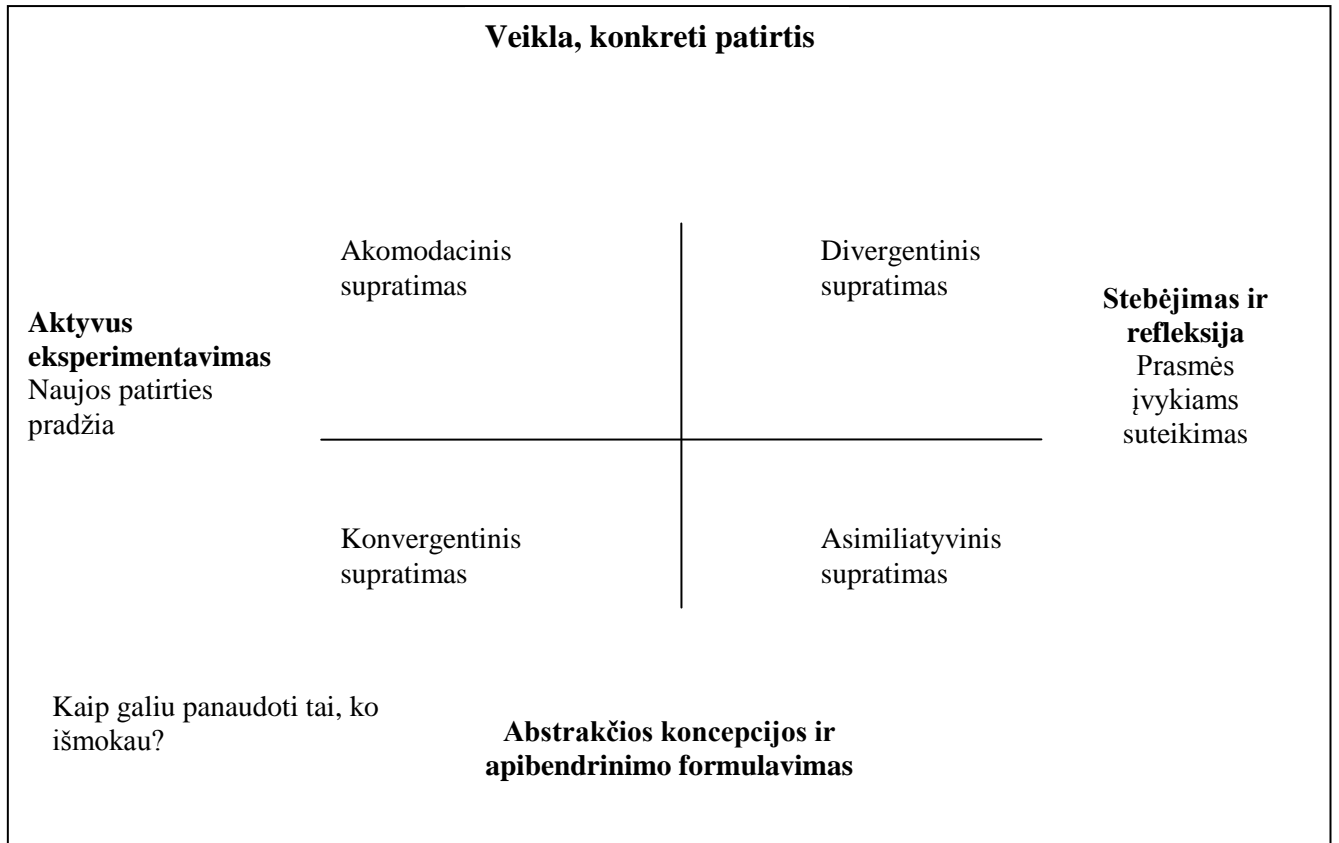 Veikla, konkreti patirtis
Akomodacinis
supratimas
Divergentinis
supratimas
Aktyvus
eksperimentavimas
Naujos patirties
pradžia
Stebėjimas ir
refleksija
Prasmės
įvykiams
suteikimas
Konvergentinis
supratimas
Asimiliatyvinis
supratimas
Kaip galiu panaudoti tai, ko
išmokau?
Abstrakčios koncepcijos ir
apibendrinimo formulavimas